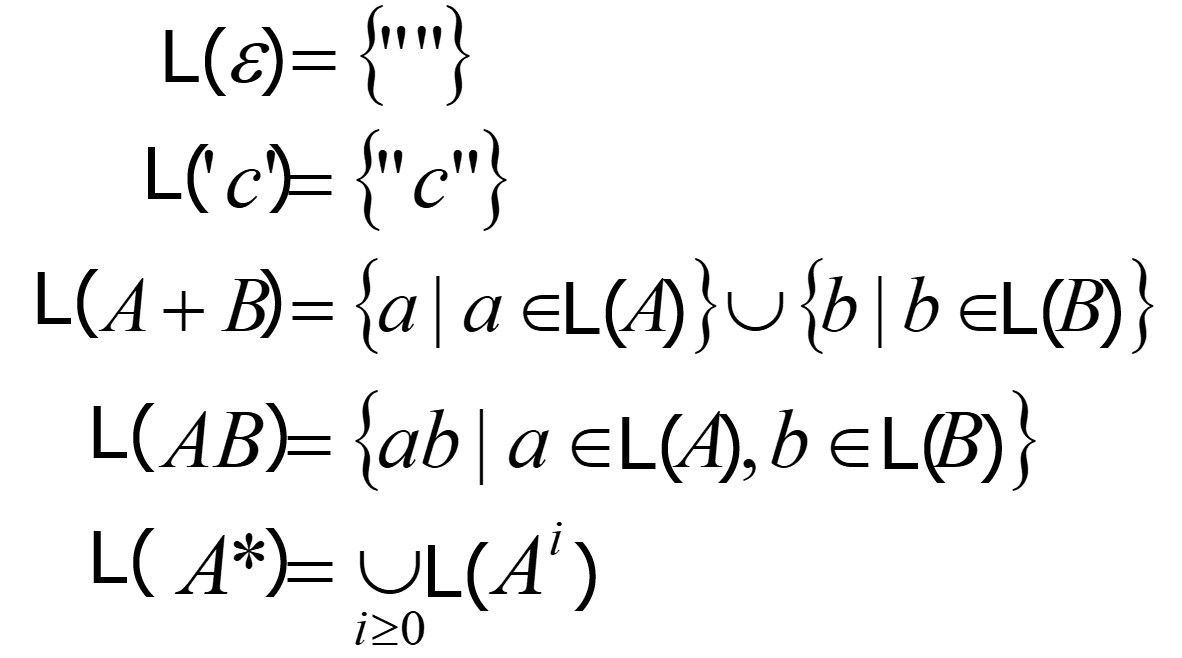 L(ε) = {""}
L('c') = {"c"}
L(A + B) = {a | a ∈ L(A)} ∪ {b | b ∈ L(B)}
L(AB) = {ab | a ∈ L(A), b ∈ L(B)}
L(A*) = ∪_{i≥0} L(A^i)